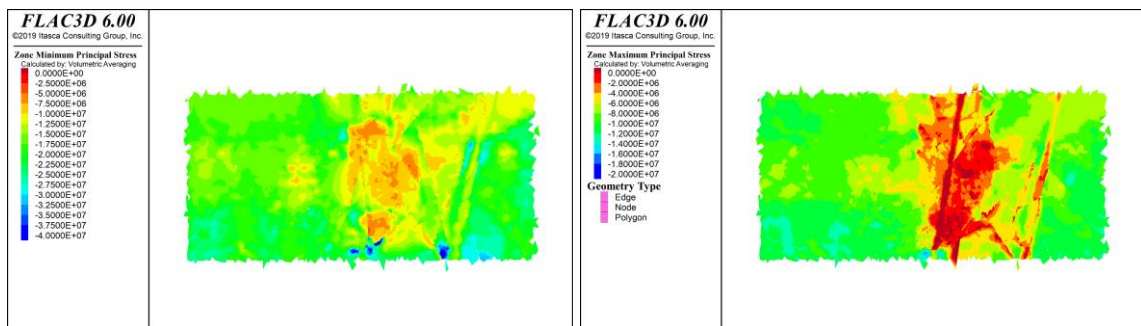 FLAC3D 6.00
©2019 Itasca Consulting Group, Inc.
Zone Minimum Principal Stress
Calculated by: Volumetric Averaging
0.0000E+00
-2.5000E+06
-5.0000E+06
-7.5000E+06
-1.0000E+07
-1.2500E+07
-1.5000E+07
-1.7500E+07
-2.0000E+07
-2.2500E+07
-2.5000E+07
-2.7500E+07
-3.0000E+07
-3.2500E+07
-3.5000E+07
-3.7500E+07
-4.0000E+07
FLAC3D 6.00
©2019 Itasca Consulting Group, Inc.
Zone Maximum Principal Stress
Calculated by: Volumetric Averaging
0.0000E+00
-2.0000E+06
-4.0000E+06
-6.0000E+06
-8.0000E+06
-1.0000E+07
-1.2000E+07
-1.4000E+07
-1.6000E+07
-1.8000E+07
-2.0000E+07
Geometry Type
Edge
Node
Polygon